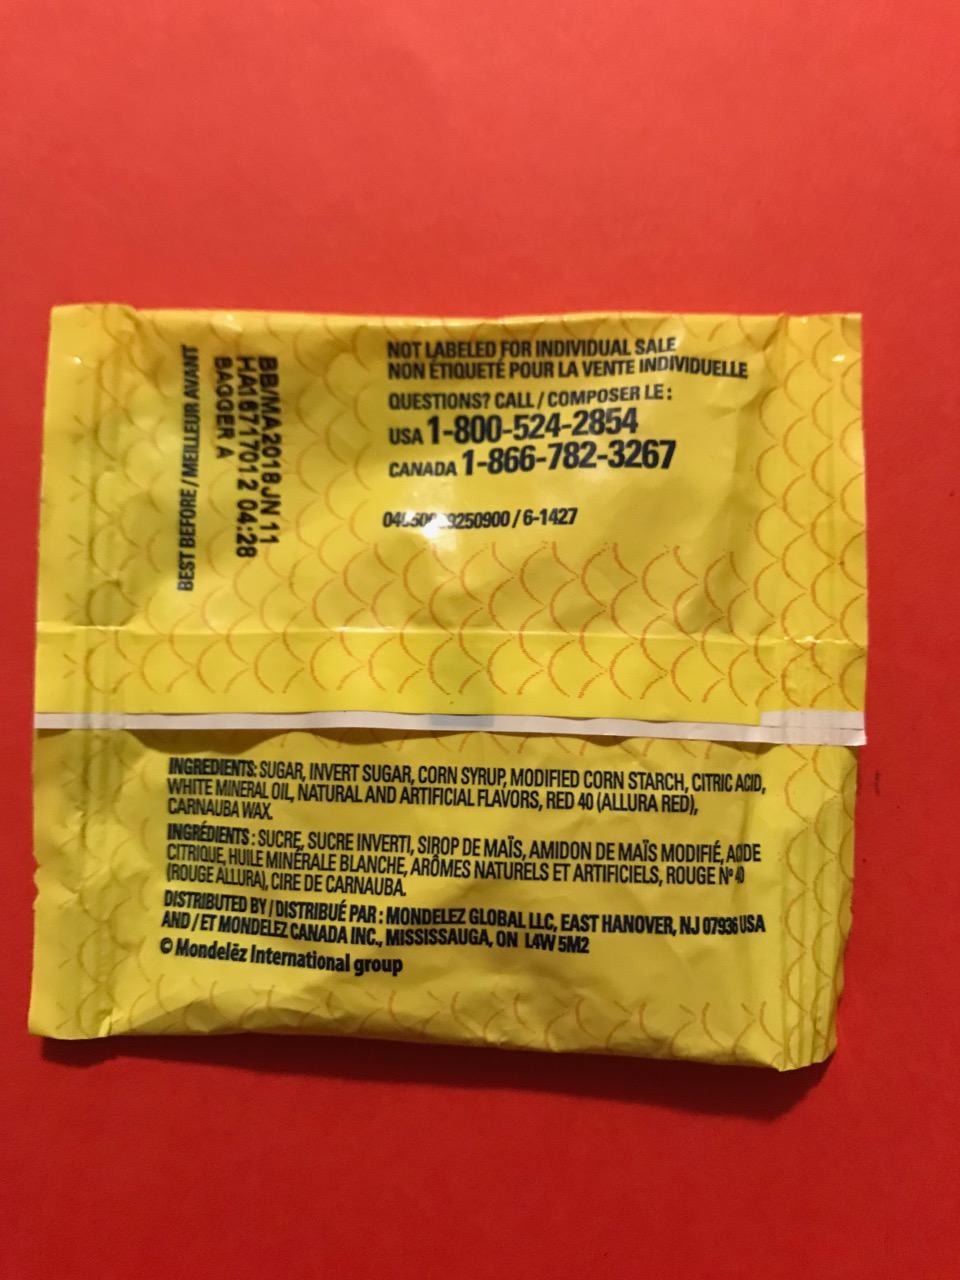 NOT LABELED FOR INDIVIDUAL SALE
NON ÉTIQUETÉ POUR LA VENTE INDIVIDUELLE
QUESTIONS? CALL / COMPOSER LE :
USA 1-800-524-2854
CANADA 1-866-782-3267
/ 6-1427
BEST BEFORE / MEILLEUR AVANT
BB/MA 2018 JN 11
HA16717012 04:28
BAGGER A
INGREDIENTS: SUGAR, INVERT SUGAR, CORN SYRUP, MODIFIED CORN STARCH, CITRIC ACID,
WHITE MINERAL OIL, NATURAL AND ARTIFICIAL FLAVORS, RED 40 (ALLURA RED),
CARNAUBA WAX.
INGRÉDIENTS : SUCRE, SUCRE INVERTI, SIROP DE MAÏS, AMIDON DE MAÏS MODIFIÉ, ACIDE
CITRIQUE, HUILE MINÉRALE BLANCHE, ARÔMES NATURELS ET ARTIFICIELS, ROUGE Nº 40
(ROUGE ALLURA), CIRE DE CARNAUBA.
DISTRIBUTED BY / DISTRIBUÉ PAR : MONDELEZ GLOBAL LLC, EAST HANOVER, NJ 07936 USA
AND / ET MONDELEZ CANADA INC., MISSISSAUGA, ON L4W 5M2
© Mondelēz International group